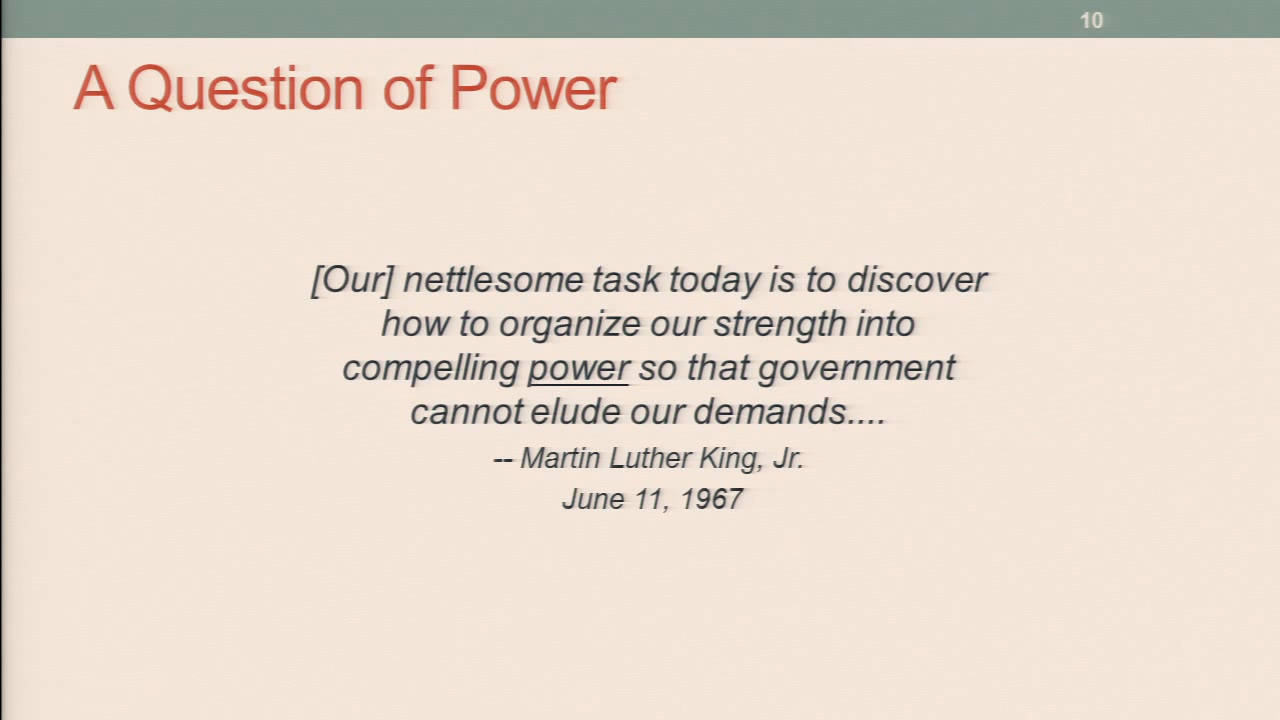 10
A Question of Power
[Our] nettlesome task today is to discover
how to organize our strength into
compelling power so that government
cannot elude our demands....
-- Martin Luther King, Jr.
June 11, 1967